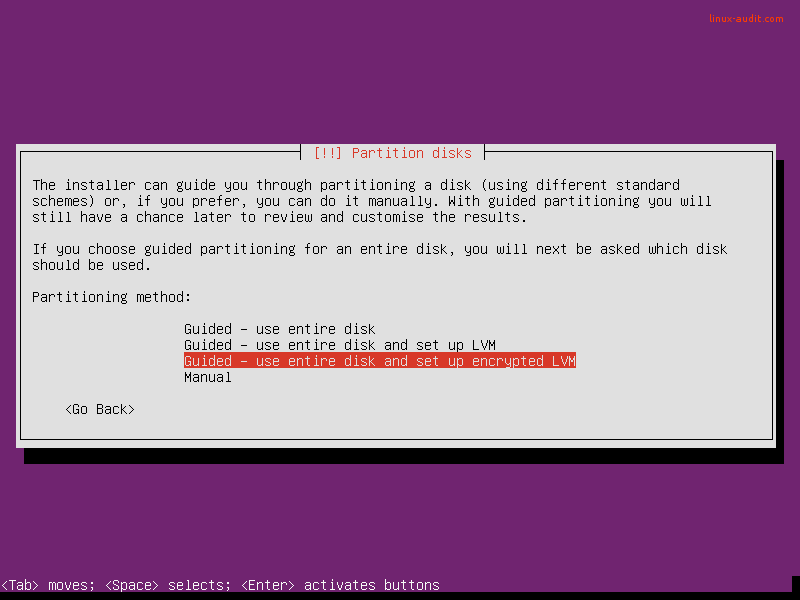 linux-audit.com
[!!] Partition disks
The installer can guide you through partitioning a disk (using different standard
schemes) or, if you prefer, you can do it manually. With guided partitioning you will
still have a chance later to review and customise the results.
If you choose guided partitioning for an entire disk, you will next be asked which disk
should be used.
Partitioning method:
Guided - use entire disk
Guided - use entire disk and set up LVM
Guided - use entire disk and set up encrypted LVM
Manual
<Go Back>
<Tab> moves; <Space> selects; <Enter> activates buttons